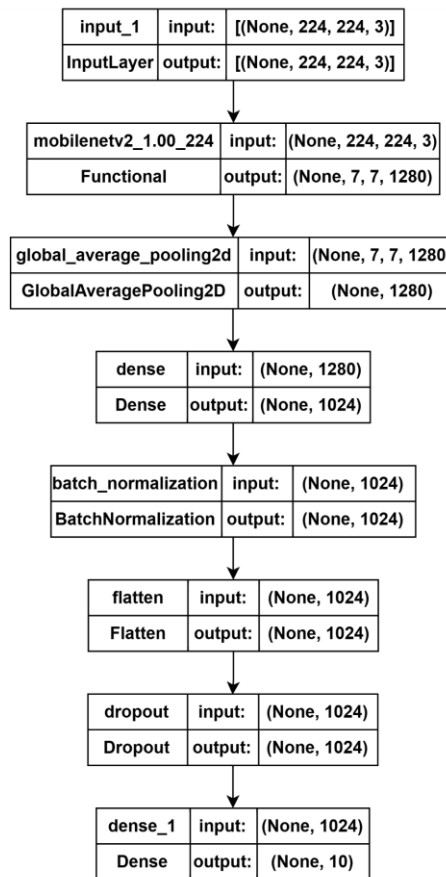 input_1 input: [(None, 224, 224, 3)]
InputLayer output: [(None, 224, 224, 3)]
mobilenetv2_1.00_224 input: (None, 224, 224, 3)
Functional output: (None, 7, 7, 1280)
global_average_pooling2d input: (None, 7, 7, 1280
GlobalAveragePooling2D output: (None, 1280)
dense input: (None, 1280)
Dense output: (None, 1024)
batch_normalization input: (None, 1024)
BatchNormalization output: (None, 1024)
flatten input: (None, 1024)
Flatten output: (None, 1024)
dropout input: (None, 1024)
Dropout output: (None, 1024)
dense_1 input: (None, 1024)
Dense output: (None, 10)